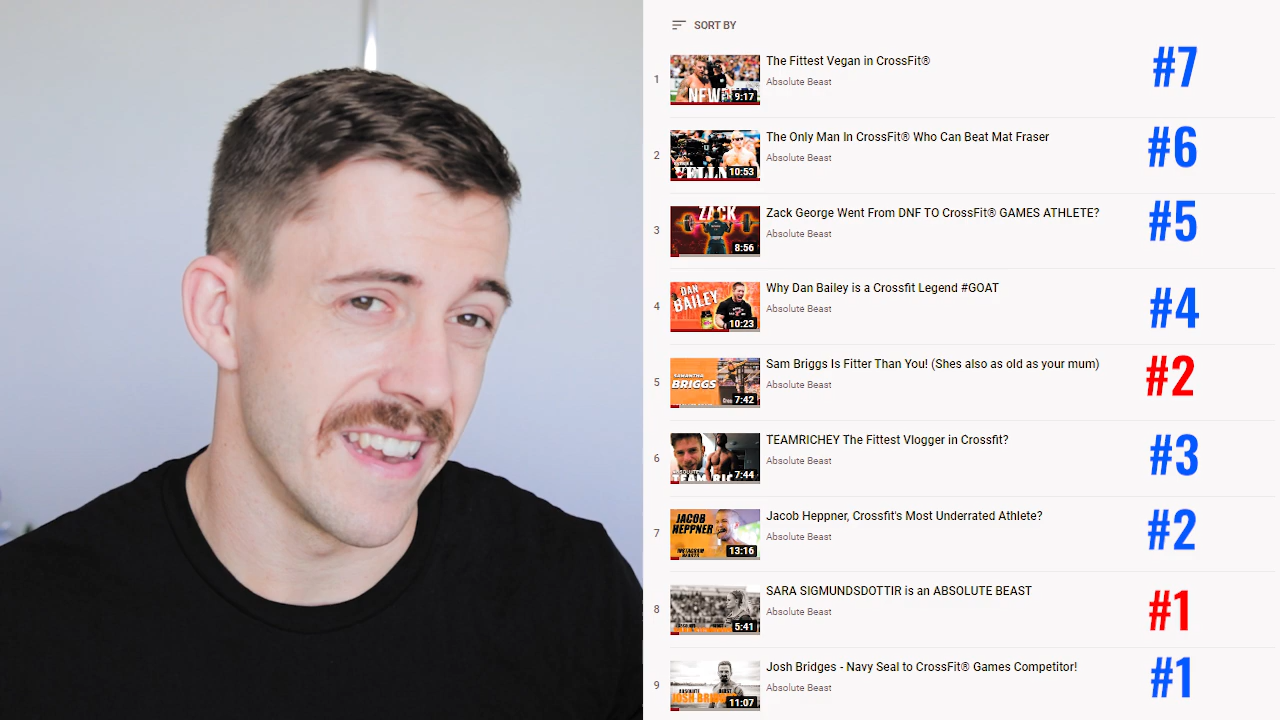 SORT BY
1
NEW
9:17
The Fittest Vegan in CrossFit®
Absolute Beast
#7
2
10:53
The Only Man In CrossFit® Who Can Beat Mat Fraser
Absolute Beast
#6
3
ZACK
8:56
Zack George Went From DNF TO CrossFit® GAMES ATHLETE?
Absolute Beast
#5
4
DAN
BAILEY
10:23
Why Dan Bailey is a Crossfit Legend #GOAT
Absolute Beast
#4
5
SAMANTHA
BRIGGS
7:42
Sam Briggs Is Fitter Than You! (Shes also as old as your mum)
Absolute Beast
#2
6
ABSOLUTE
7:44
TEAMRICHEY The Fittest Vlogger in Crossfit?
Absolute Beast
#3
7
JACOB
HEPPNER
13:16
Jacob Heppner, Crossfit's Most Underrated Athlete?
Absolute Beast
#2
8
5:41
SARA SIGMUNDSDOTTIR is an ABSOLUTE BEAST
Absolute Beast
#1
9
ABSOLUTE BEAST
11:07
Josh Bridges - Navy Seal to CrossFit® Games Competitor!
Absolute Beast
#1